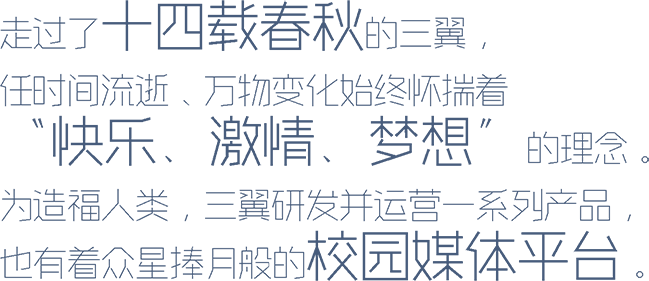 走过了十四载春秋的三翼，
任时间流逝、万物变化始终怀揣着
“快乐、激情、梦想”的理念。
为造福人类，三翼研发并运营一系列产品，
也有着众星捧月般的校园媒体平台。